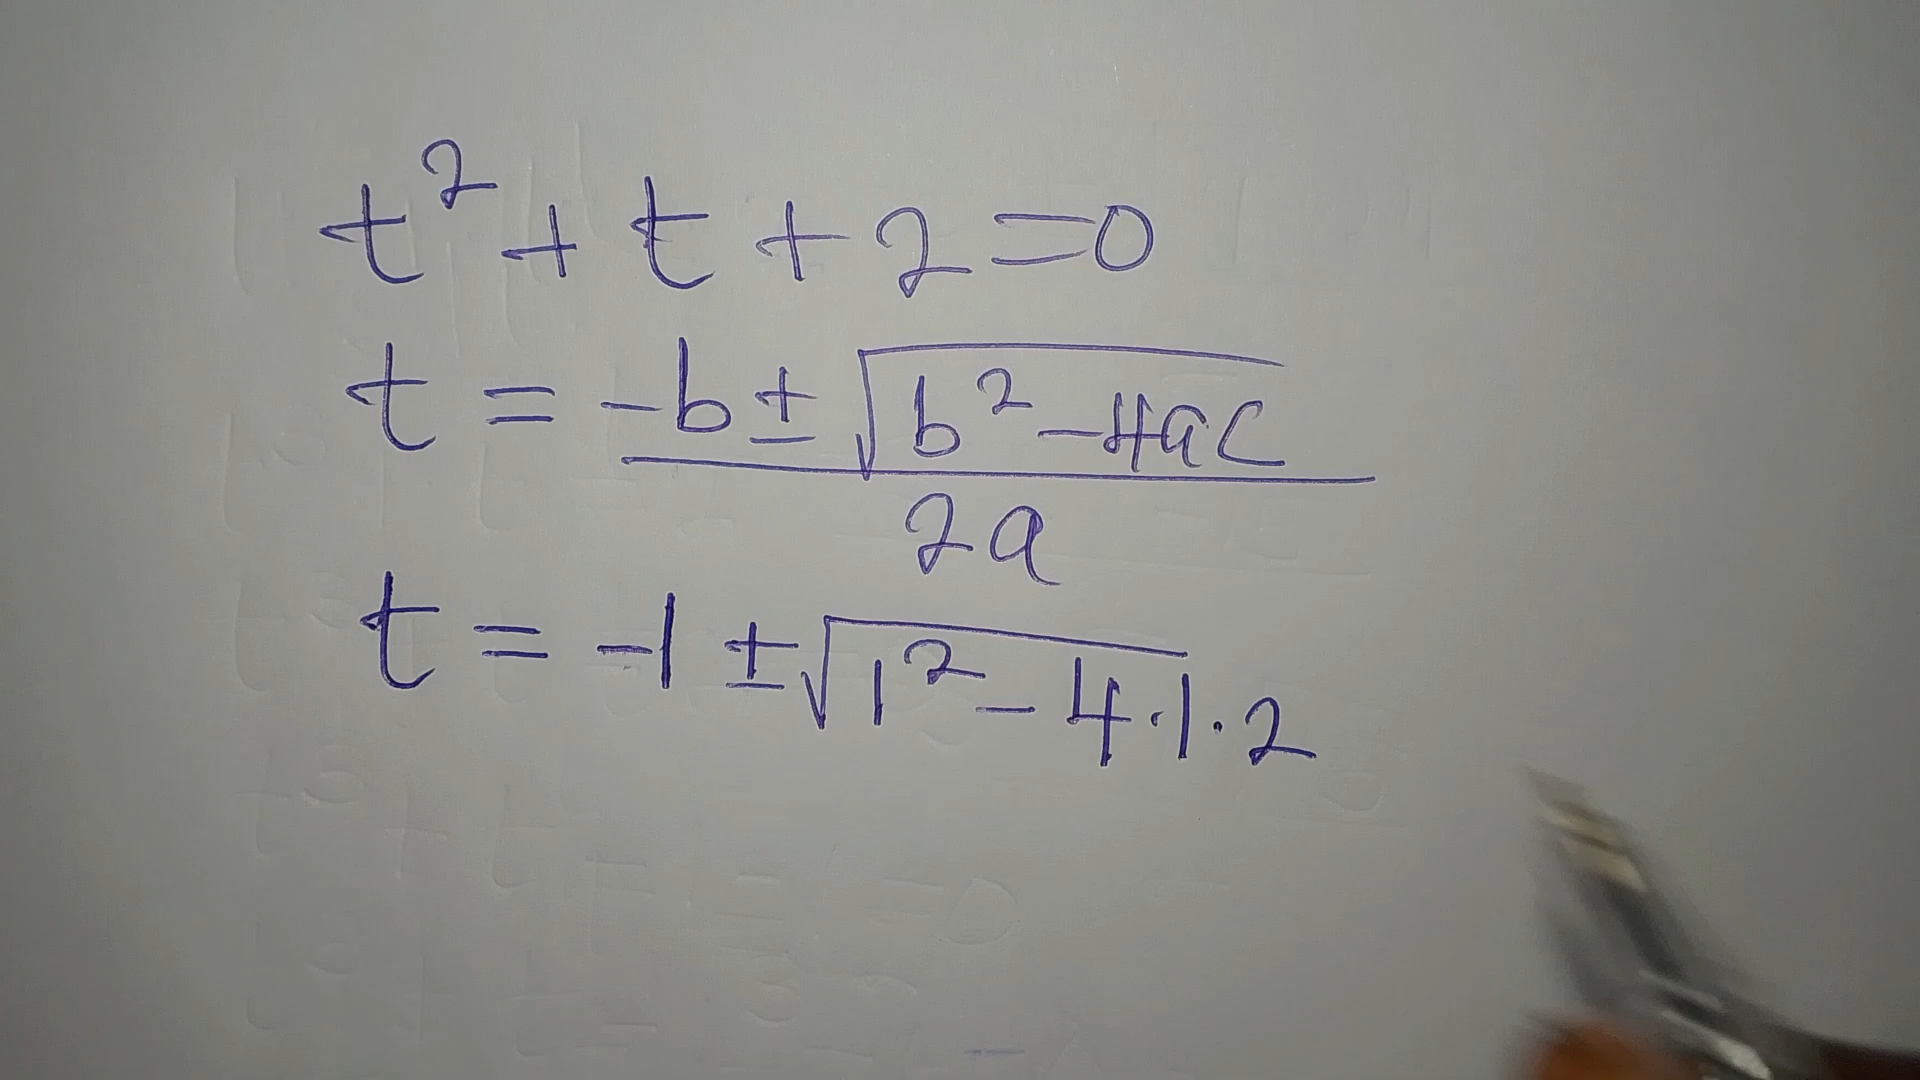 t² + t + 2 = 0
t = -b ± √(b² - 4ac)
2a
t = -1 ± √(1² - 4·1·2)